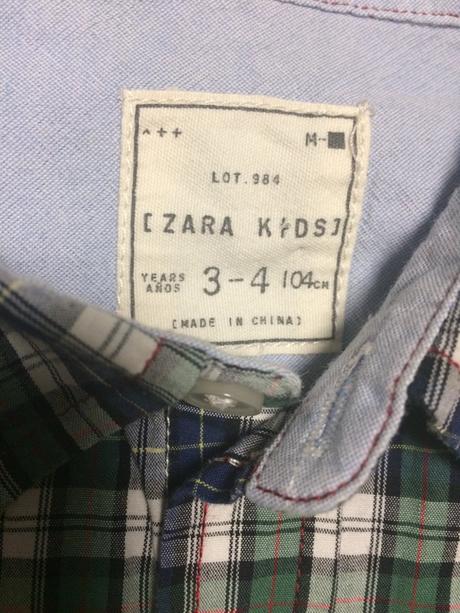 ^++ M-■
LOT.984
[ZARA KIDS]
YEARS
AÑOS 3-4 104CM
[MADE IN CHINA]